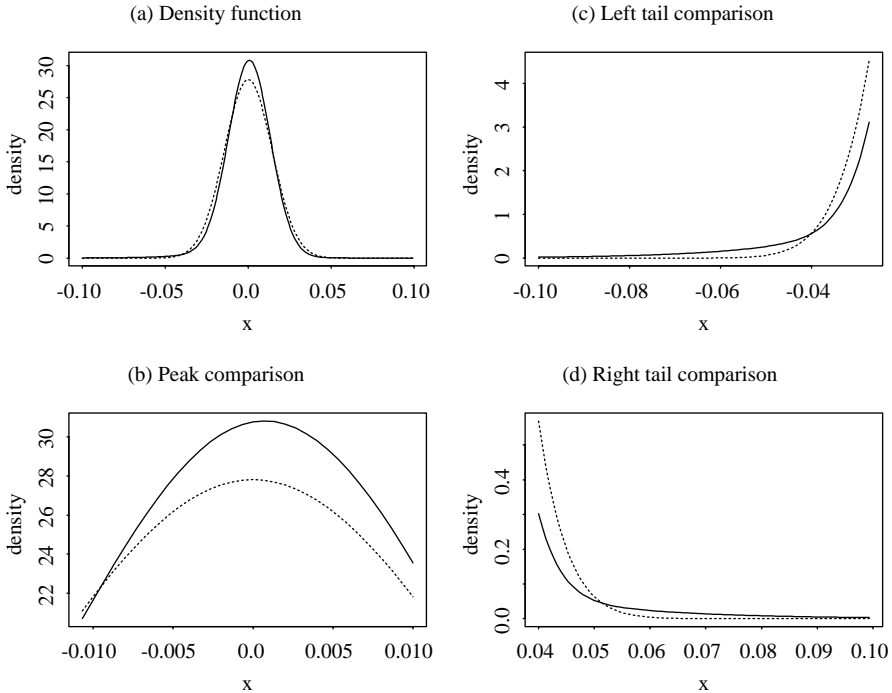 (a) Density function
density
0 5 10 15 20 25 30
-0.10 -0.05 0.0 0.05 0.10
x
(c) Left tail comparison
density
0 1 2 3 4
-0.10 -0.08 -0.06 -0.04
x
(b) Peak comparison
density
22 24 26 28 30
-0.010 -0.005 0.0 0.005 0.010
x
(d) Right tail comparison
density
0.0 0.2 0.4
0.04 0.05 0.06 0.07 0.08 0.09 0.10
x